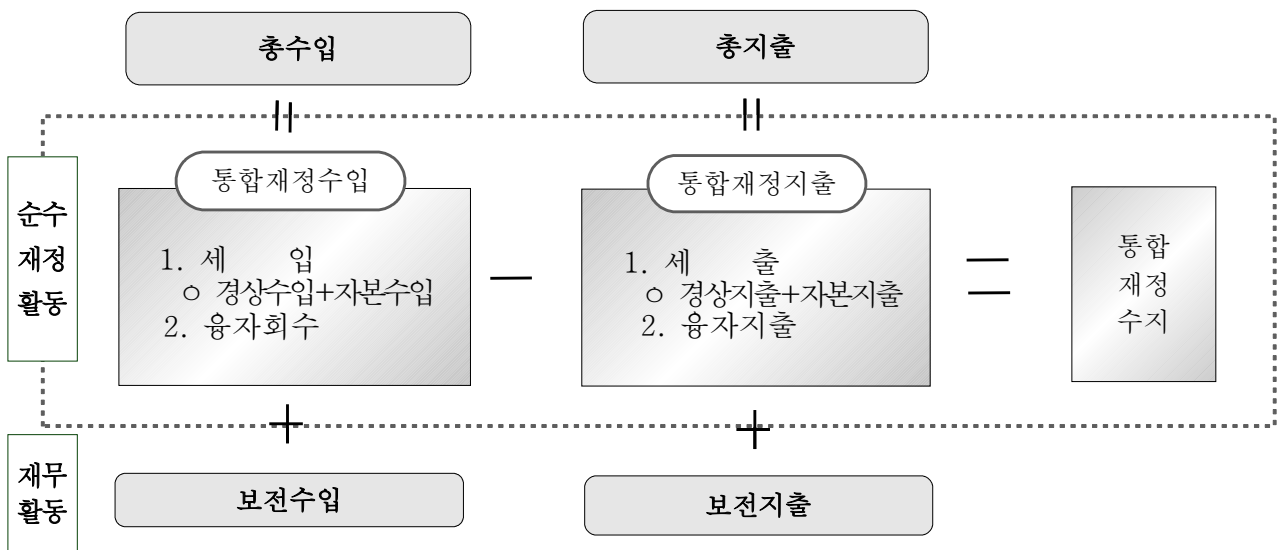 총수입
총지출
통합재정수입
통합재정지출
순수
재정
활동
1. 세 입
ㅇ 경상수입+자본수입
2. 융자회수
1. 세 출
ㅇ 경상지출+자본지출
2. 융자지출
통합
재정
수지
재무
활동
보전수입
보전지출